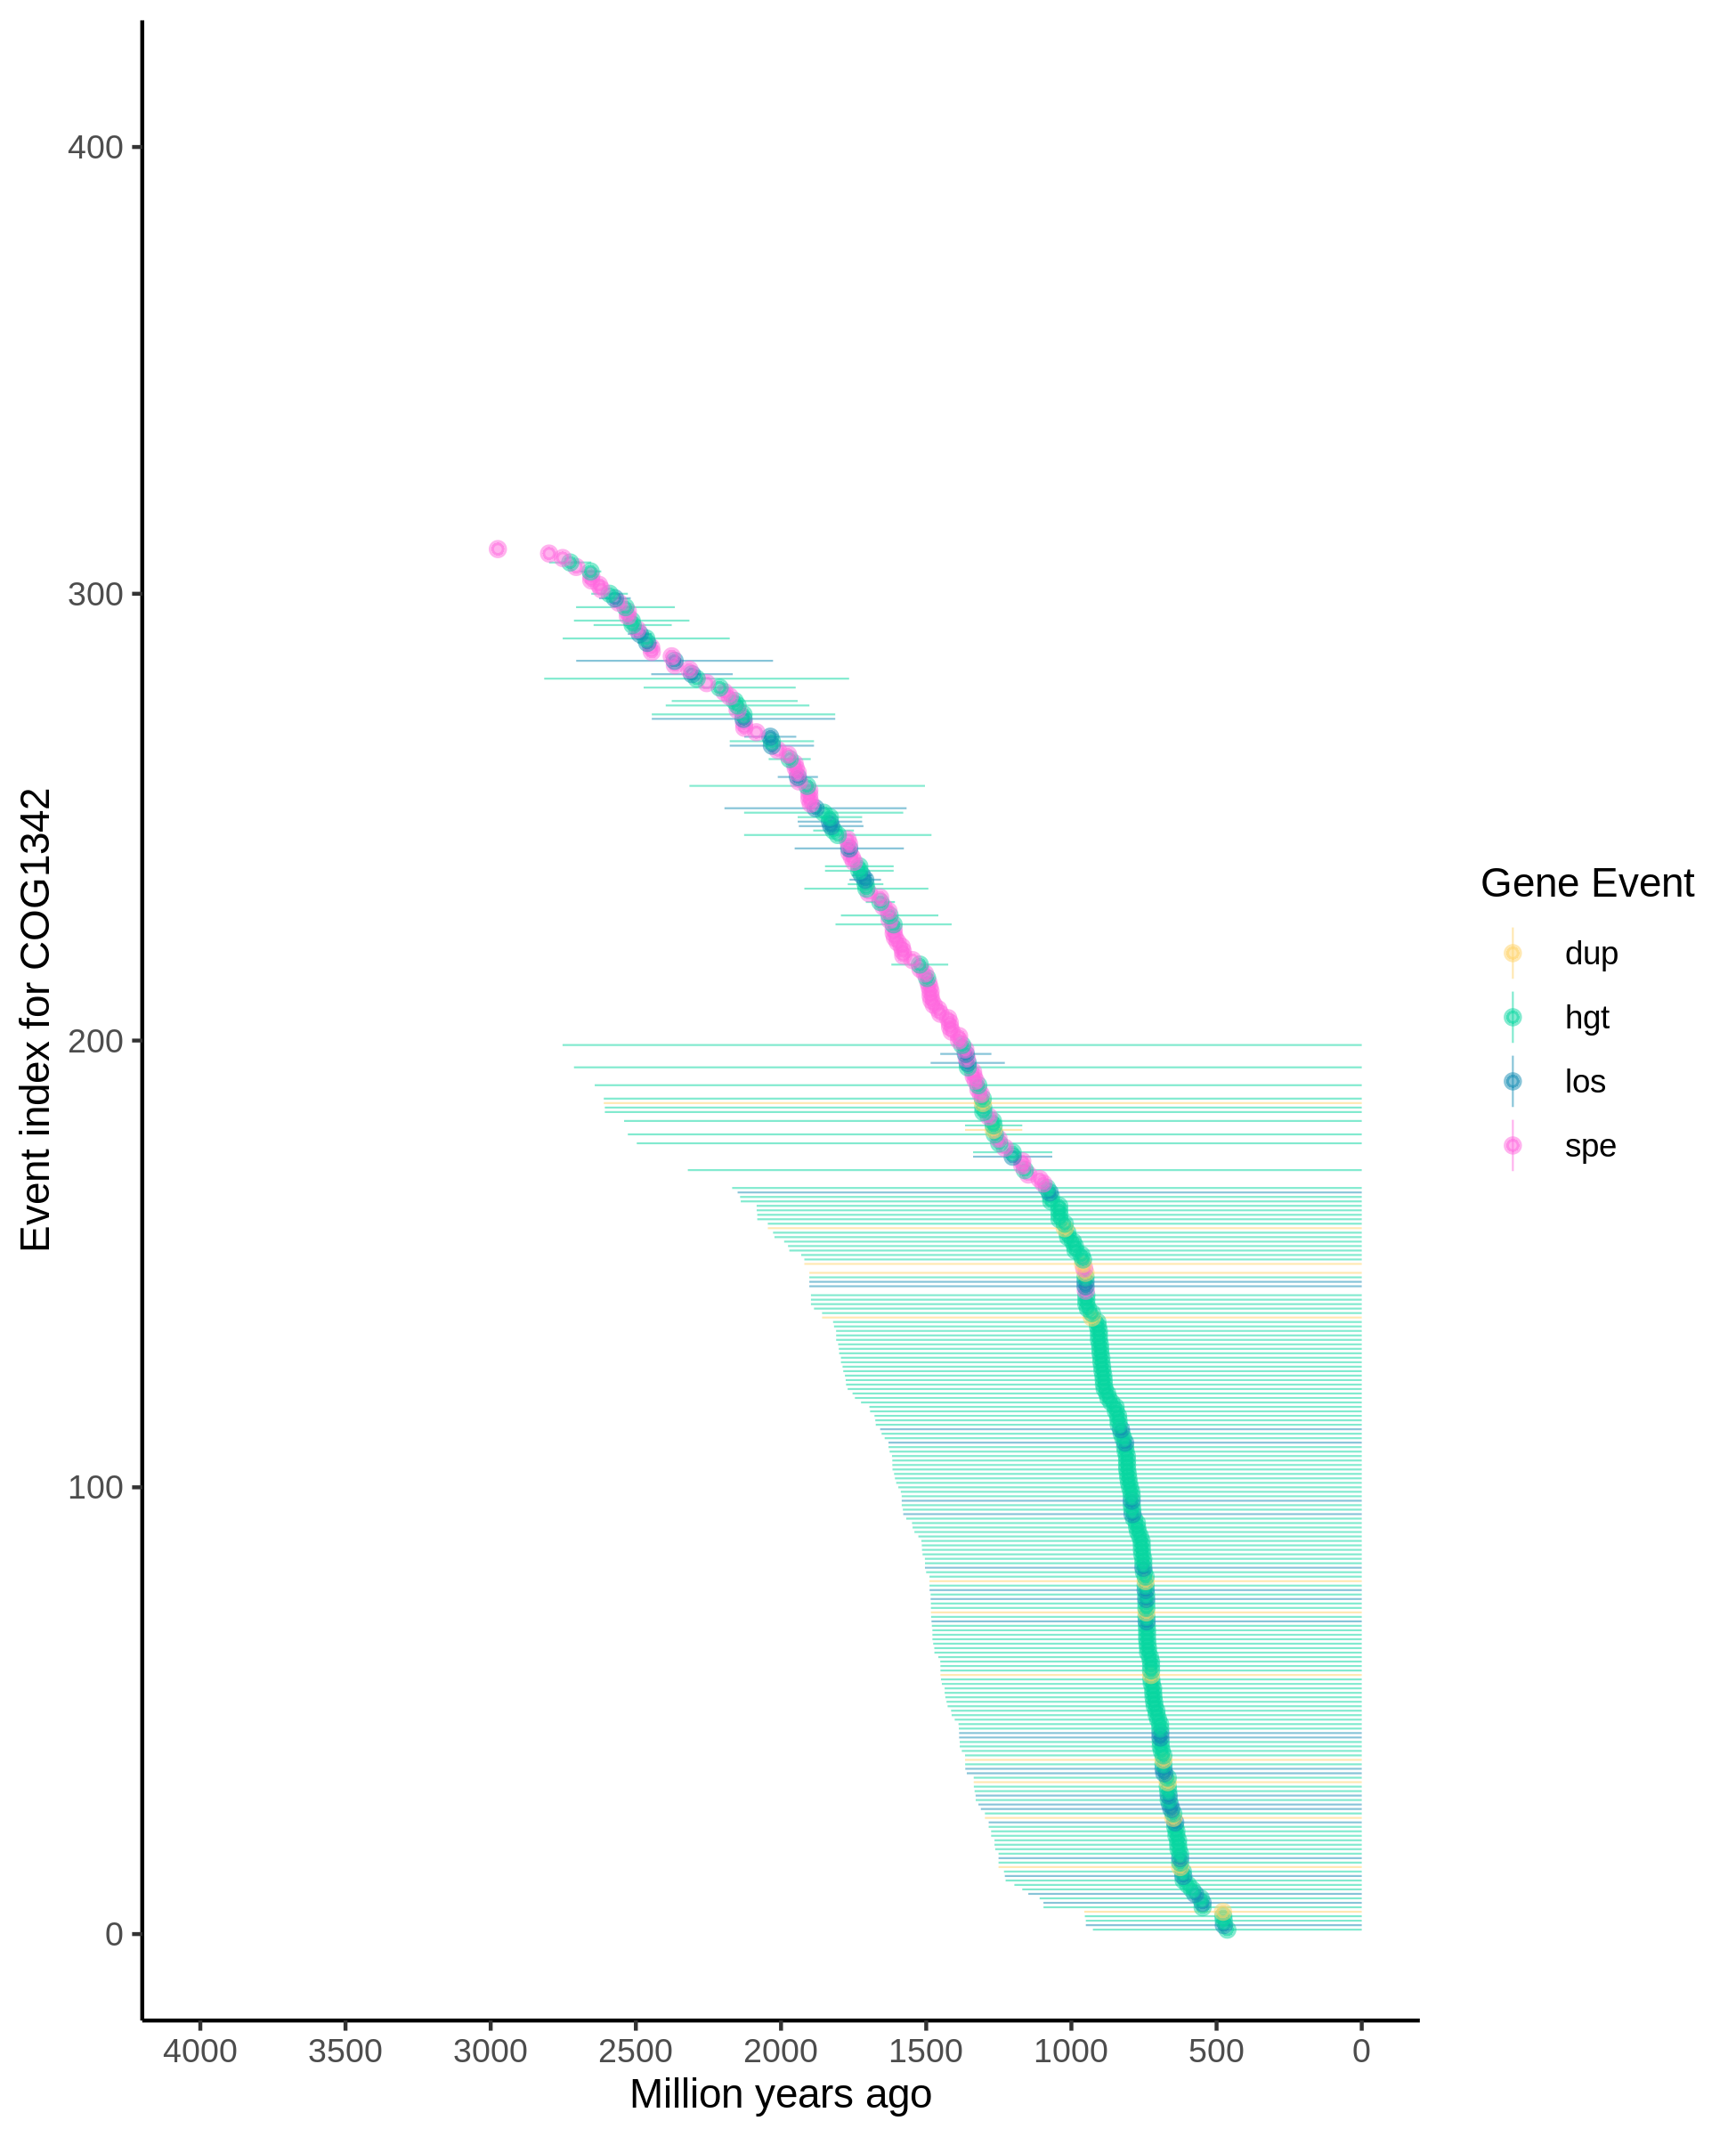 Event index for COG1342
400
300
200
100
0
4000 3500 3000 2500 2000 1500 1000 500 0
Million years ago
Gene Event
dup
hgt
los
spe